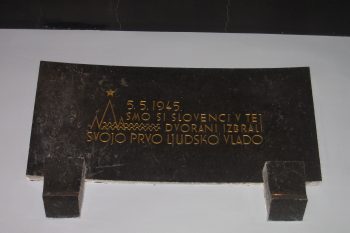 5.5.1945.
SMO SI SLOVENCI V TEJ
DVORANI IZBRALI
SVOJO PRVO LJUDSKO VLADO